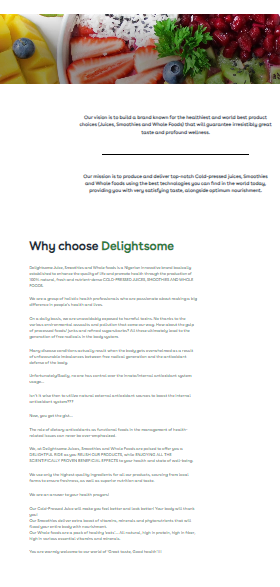 Our vision is to build a brand known for the healthiest and world best product
choices (Juices, Smoothies and Whole Foods) that will guarantee irresistibly great
taste and profound wellness.
Our mission is to produce and deliver top-notch Cold-pressed juices, Smoothies
and Whole foods using the best technologies you can find in the world today,
providing you with very satisfying taste, alongside optimum nourishment.
Why choose Delightsome
Delightsome Juice, Smoothies and Whole foods is a Nigerian innovative brand basically
established to enhance the quality of life and promote health through the production of
100% natural, fresh and nutrient-dense COLD-PRESSED JUICES, SMOOTHIES AND WHOLE
FOODS.
We are a group of holistic health professionals who are passionate about making a big
difference in people's health and lives.
On a daily basis, we are unavoidably exposed to harmful toxins. No thanks to the
various environmental assaults and pollution that come our way. How about the gulp
of processed foods/ junks and refined sugar/carbs? All these ultimately lead to the
generation of free radicals in the body system.
Many disease conditions actually result when the body gets overwhelmed as a result
of unfavourable imbalances between free radical generation and the antioxidant
defense of the body.
Unfortunately/Sadly, no one has control over the innate/internal antioxidant system
usage...
Isn't it wise then to utilise natural external antioxidant sources to boost the internal
antioxidant system???
Now, you get the gist...
The role of dietary antioxidants as functional foods in the management of health-
related issues can never be over emphasized.
We, at Delightsome Juices, Smoothies and Whole Foods are poised to offer you a
DELIGHTFUL RIDE as you RELISH OUR PRODUCTS, while ENJOYING ALL THE
SCIENTIFICALLY PROVEN BENEFICIAL EFFECTS to your health and state of well-being.
We use only the highest quality ingredients for all our products; sourcing from local
farms to ensure freshness, as well as superior nutrition and taste.
We are an answer to your health prayers!
Our Cold-Pressed Juice will make you feel better and look better! Your body will thank
you!
Our Smoothies deliver extra boost of vitamins, minerals and phytonutrients that will
flood your entire body with nourishment.
Our Whole foods are a pack of healthy 'eats'... All natural, high in protein, high in fiber,
high in various essential vitamins and minerals.
You are warmly welcome to our world of 'Great taste, Good health' !!!